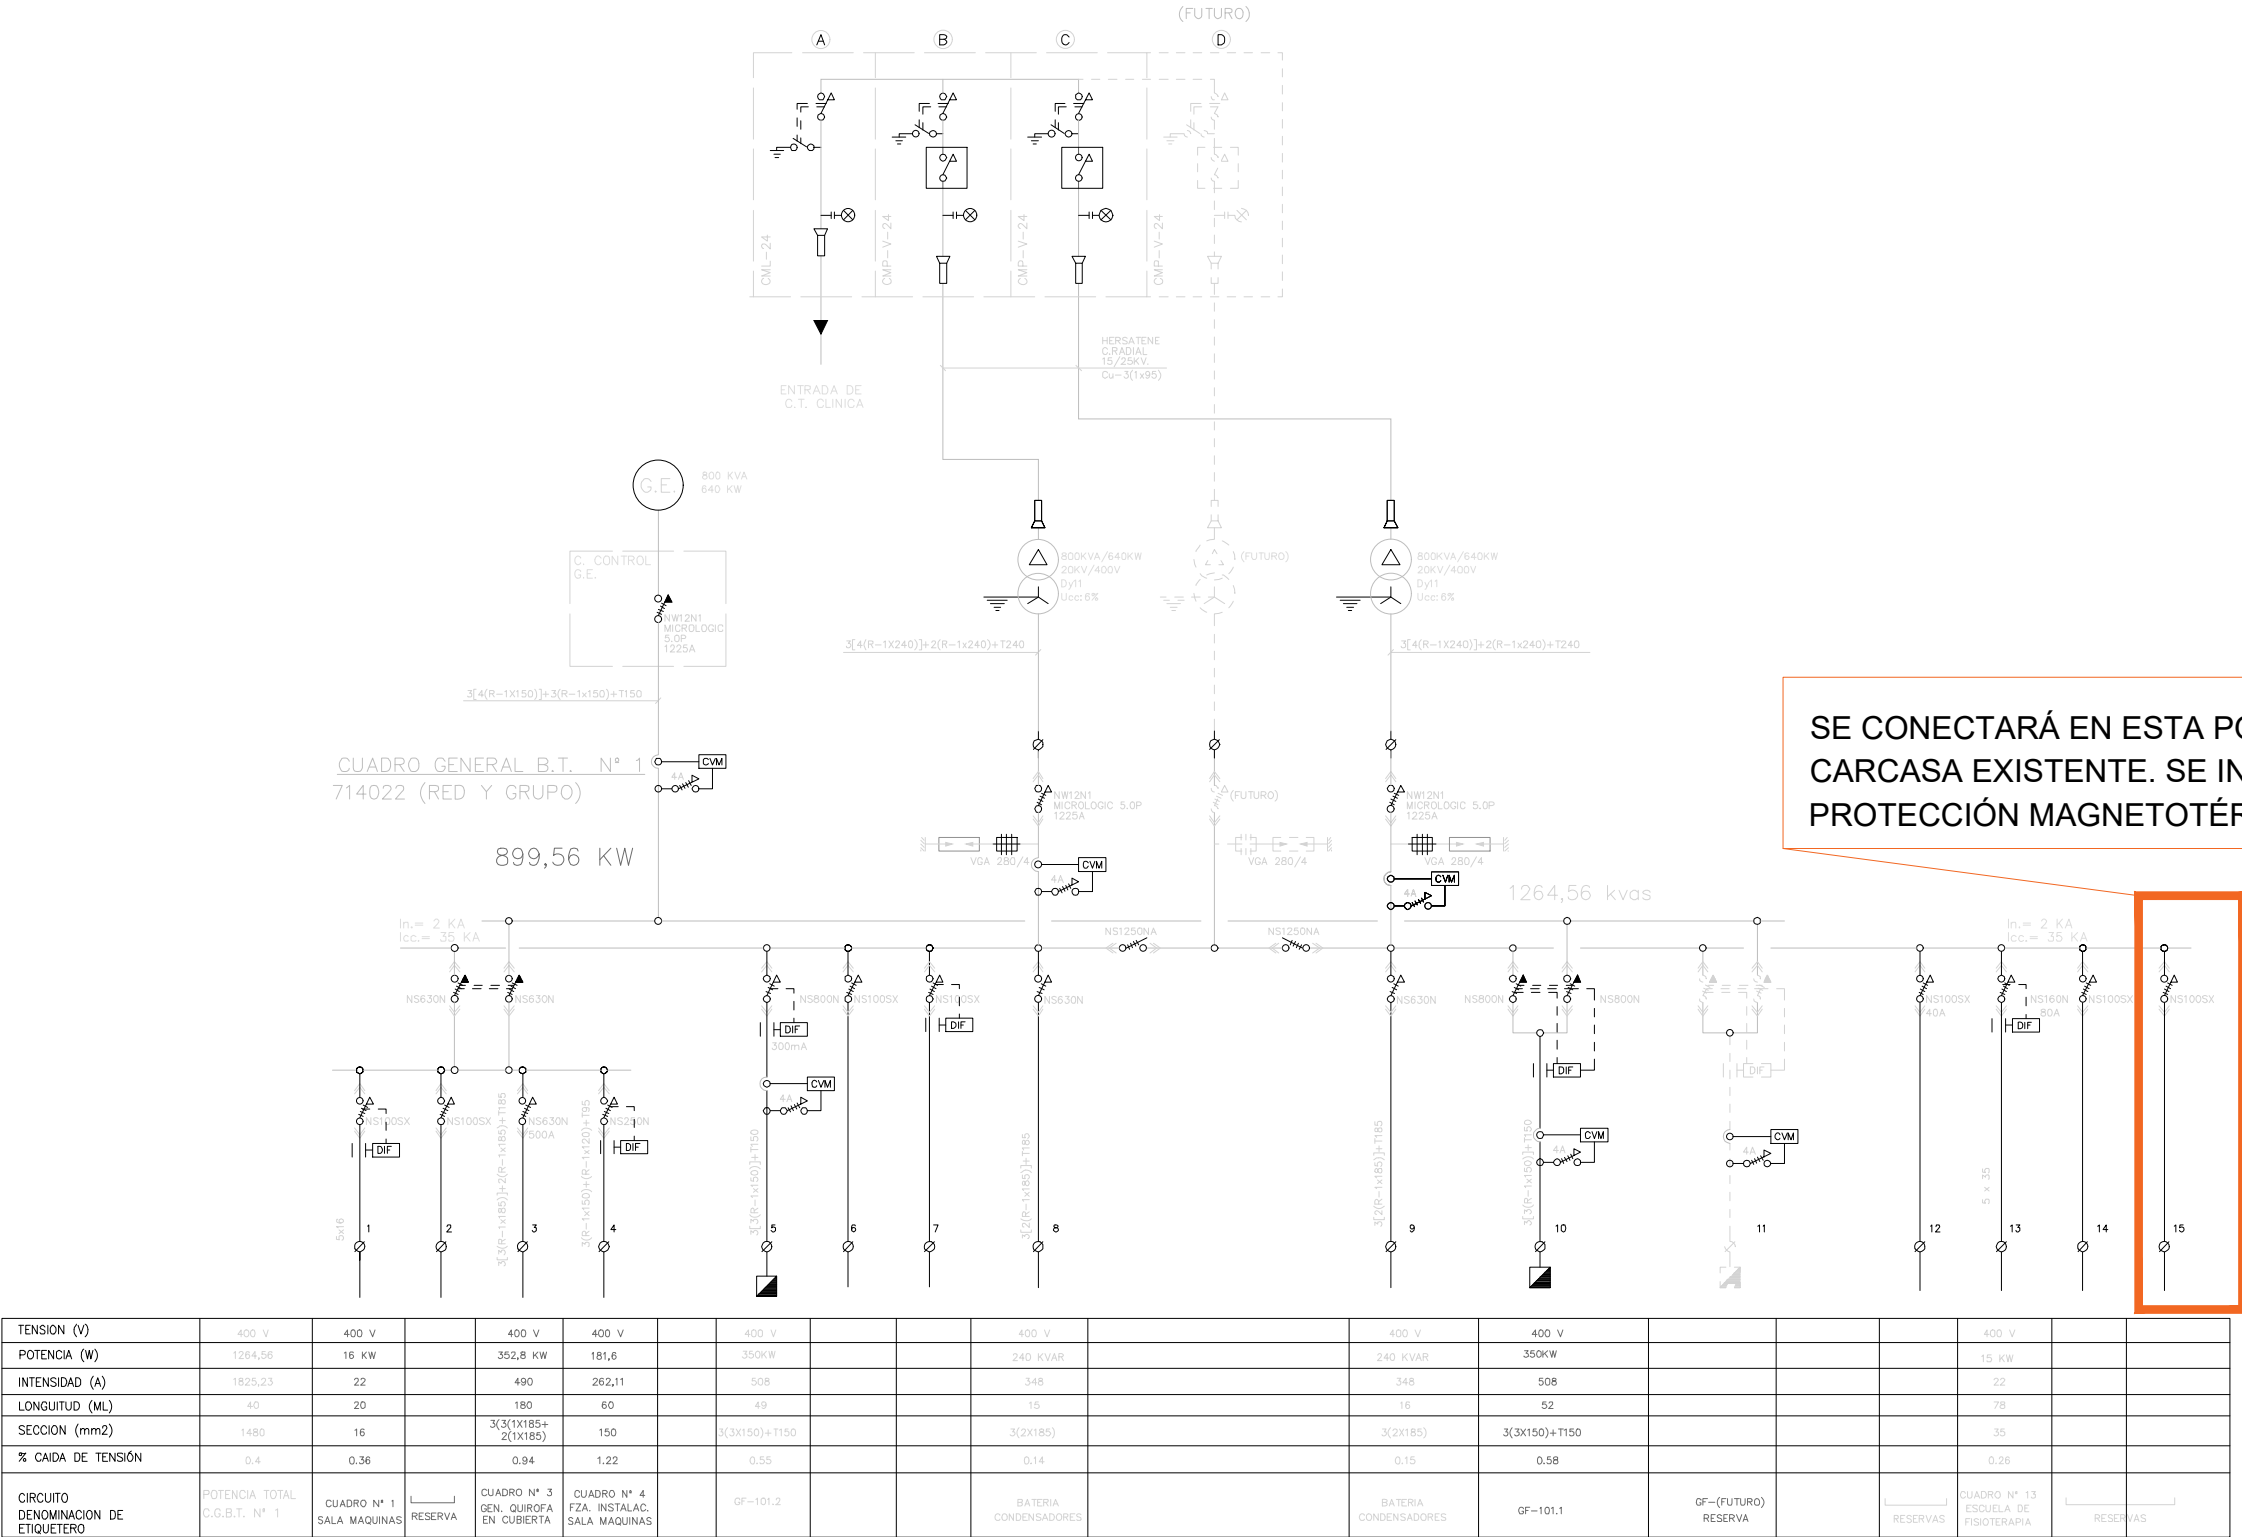 (FUTURO)
A B C D
CML-24
CMP-V-24
CMP-V-24
CMP-V-24
HERSATENE
C.RADIAL
15/25KV.
Cu-3(1x95)
ENTRADA DE
C.T. CLINICA
G.E.
800 KVA
640 KW
C. CONTROL
G.E.
NW12N1
MICROLOGIC
5.0P
1225A
3[4(R-1X150)]+3(R-1x150)+T150
800KVA/640KW
20KV/400V
Dy11
Ucc:6%
(FUTURO)
800KVA/640KW
20KV/400V
Dy11
Ucc:6%
3[4(R-1X240)]+2(R-1x240)+T240
3[4(R-1X240)]+2(R-1x240)+T240
SE CONECTARÁ EN ESTA PO
CARCASA EXISTENTE. SE IN
PROTECCIÓN MAGNETOTÉR
CUADRO GENERAL B.T. Nº 1
714022 (RED Y GRUPO)
CVM
4A
899,56 KW
NW12N1
MICROLOGIC 5.0P
1225A
(FUTURO)
NW12N1
MICROLOGIC 5.0P
1225A
VGA 280/4
VGA 280/4
VGA 280/4
CVM
4A
CVM
4A
1264,56 kvas
In.= 2 KA
Icc.= 35 KA
NS1250NA
NS1250NA
In.= 2 KA
Icc.= 35 KA
NS630N
NS630N
NS800N
NS100SX
NS100SX
NS630N
NS630N
NS800N
NS800N
NS100SX
40A
NS160N
80A
NS100SX
NS100SX
DIF
300mA
DIF
DIF
DIF
DIF
CVM
4A
NS100SX
NS100SX
NS630N
500A
NS250N
DIF
DIF
CVM
4A
CVM
4A
5x16
3[3(R-1x185)]+2(R-1x185)+T185
3(R-1x150)+(R-1x120)+T95
3[3(R-1x150)]+T150
3[2(R-1x185)]+T185
3[2(R-1x185)]+T185
3[3(R-1x150)]+T150
5 x 35
1 2 3 4 5 6 7 8 9 10 11 12 13 14 15
TENSION (V) 400 V 400 V 400 V 400 V 400 V 400 V 400 V 400 V 400 V
POTENCIA (W) 1264,56 16 KW 352,8 KW 181,6 350KW 240 KVAR 240 KVAR 350KW 15 KW
INTENSIDAD (A) 1825,23 22 490 262,11 508 348 348 508 22
LONGUITUD (ML) 40 20 180 60 49 15 16 52 78
SECCION (mm2) 1480 16 3(3(1X185+ 2(1X185) 150 3(3X150)+T150 3(2X185) 3(2X185) 3(3X150)+T150 35
% CAIDA DE TENSIÓN 0.4 0.36 0.94 1.22 0.55 0.14 0.15 0.58 0.26
CIRCUITO
DENOMINACION DE
ETIQUETERO
POTENCIA TOTAL
C.G.B.T. Nº 1
CUADRO Nº 1
SALA MAQUINAS
RESERVA
CUADRO Nº 3
GEN. QUIROFA
EN CUBIERTA
CUADRO Nº 4
FZA. INSTALAC.
SALA MAQUINAS
GF-101.2
BATERIA
CONDENSADORES
BATERIA
CONDENSADORES
GF-101.1
GF-(FUTURO)
RESERVA
RESERVAS
CUADRO Nº 13
ESCUELA DE
FISIOTERAPIA
RESERVAS